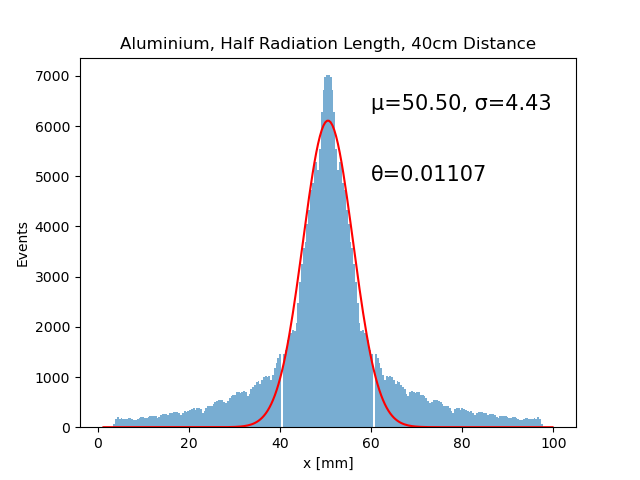 Aluminium, Half Radiation Length, 40cm Distance
7000
6000
5000
4000
3000
2000
1000
0
Events
μ=50.50, σ=4.43
θ=0.01107
0 20 40 60 80 100
x [mm]